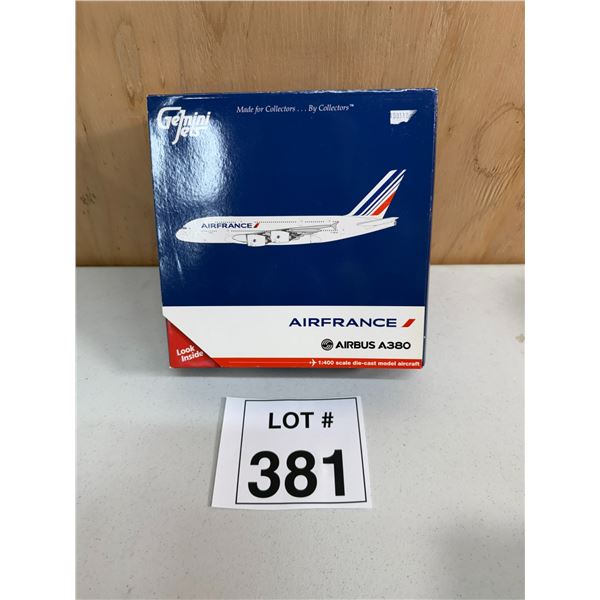 Gemini
Jets
Made for Collectors . . . By Collectors™
AIRFRANCE
AIRFRANCE
AIRBUS A380
Look
Inside
1:400 scale die-cast model aircraft
LOT #
381